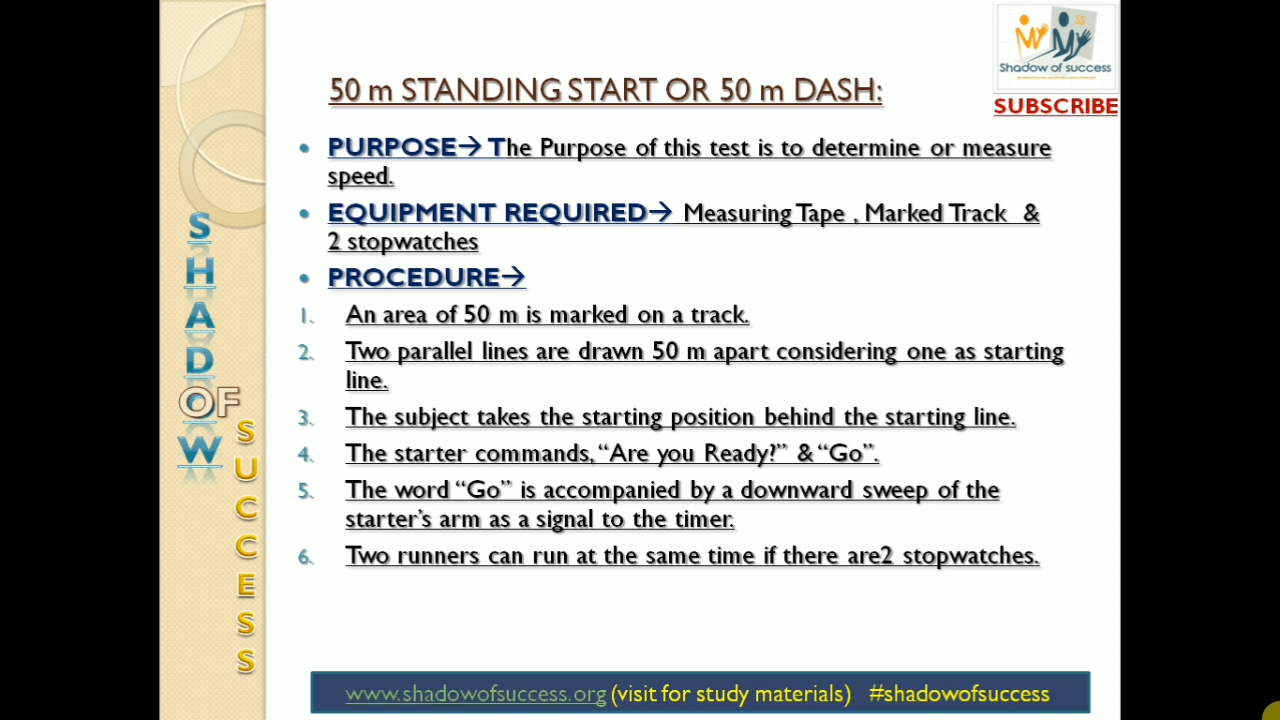 Shadow of success
SUBSCRIBE
50 m STANDING START OR 50 m DASH:
• PURPOSE→ The Purpose of this test is to determine or measure
speed.
• EQUIPMENT REQUIRED→ Measuring Tape , Marked Track &
2 stopwatches
• PROCEDURE→
1. An area of 50 m is marked on a track.
2. Two parallel lines are drawn 50 m apart considering one as starting
line.
3. The subject takes the starting position behind the starting line.
4. The starter commands, “Are you Ready?” & “Go”.
5. The word “Go” is accompanied by a downward sweep of the
starter’s arm as a signal to the timer.
6. Two runners can run at the same time if there are2 stopwatches.
SHADOW
OF
SUCCESS
www.shadowofsuccess.org (visit for study materials) #shadowofsuccess